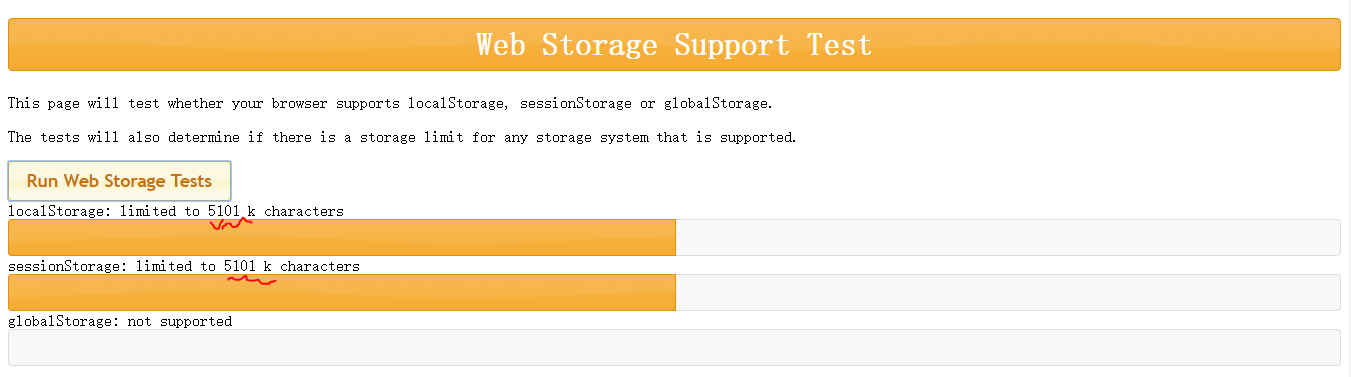 Web Storage Support Test
This page will test whether your browser supports localStorage, sessionStorage or globalStorage.
The tests will also determine if there is a storage limit for any storage system that is supported.
Run Web Storage Tests
localStorage: limited to 5101 k characters
sessionStorage: limited to 5101 k characters
globalStorage: not supported